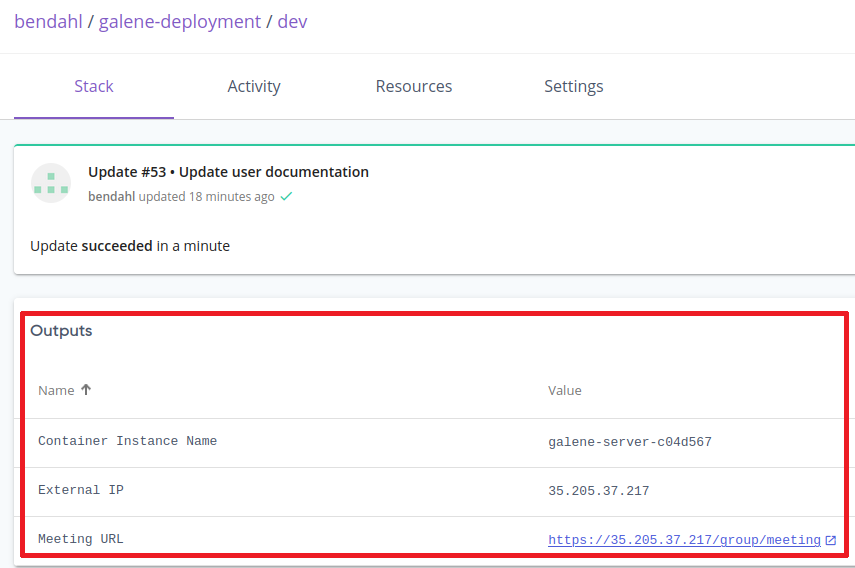 bendahl / galene-deployment / dev
Stack Activity Resources Settings
Update #53 • Update user documentation
bendahl updated 18 minutes ago
Update succeeded in a minute
Outputs
Name Value
Container Instance Name galene-server-c04d567
External IP 35.205.37.217
Meeting URL https://35.205.37.217/group/meeting